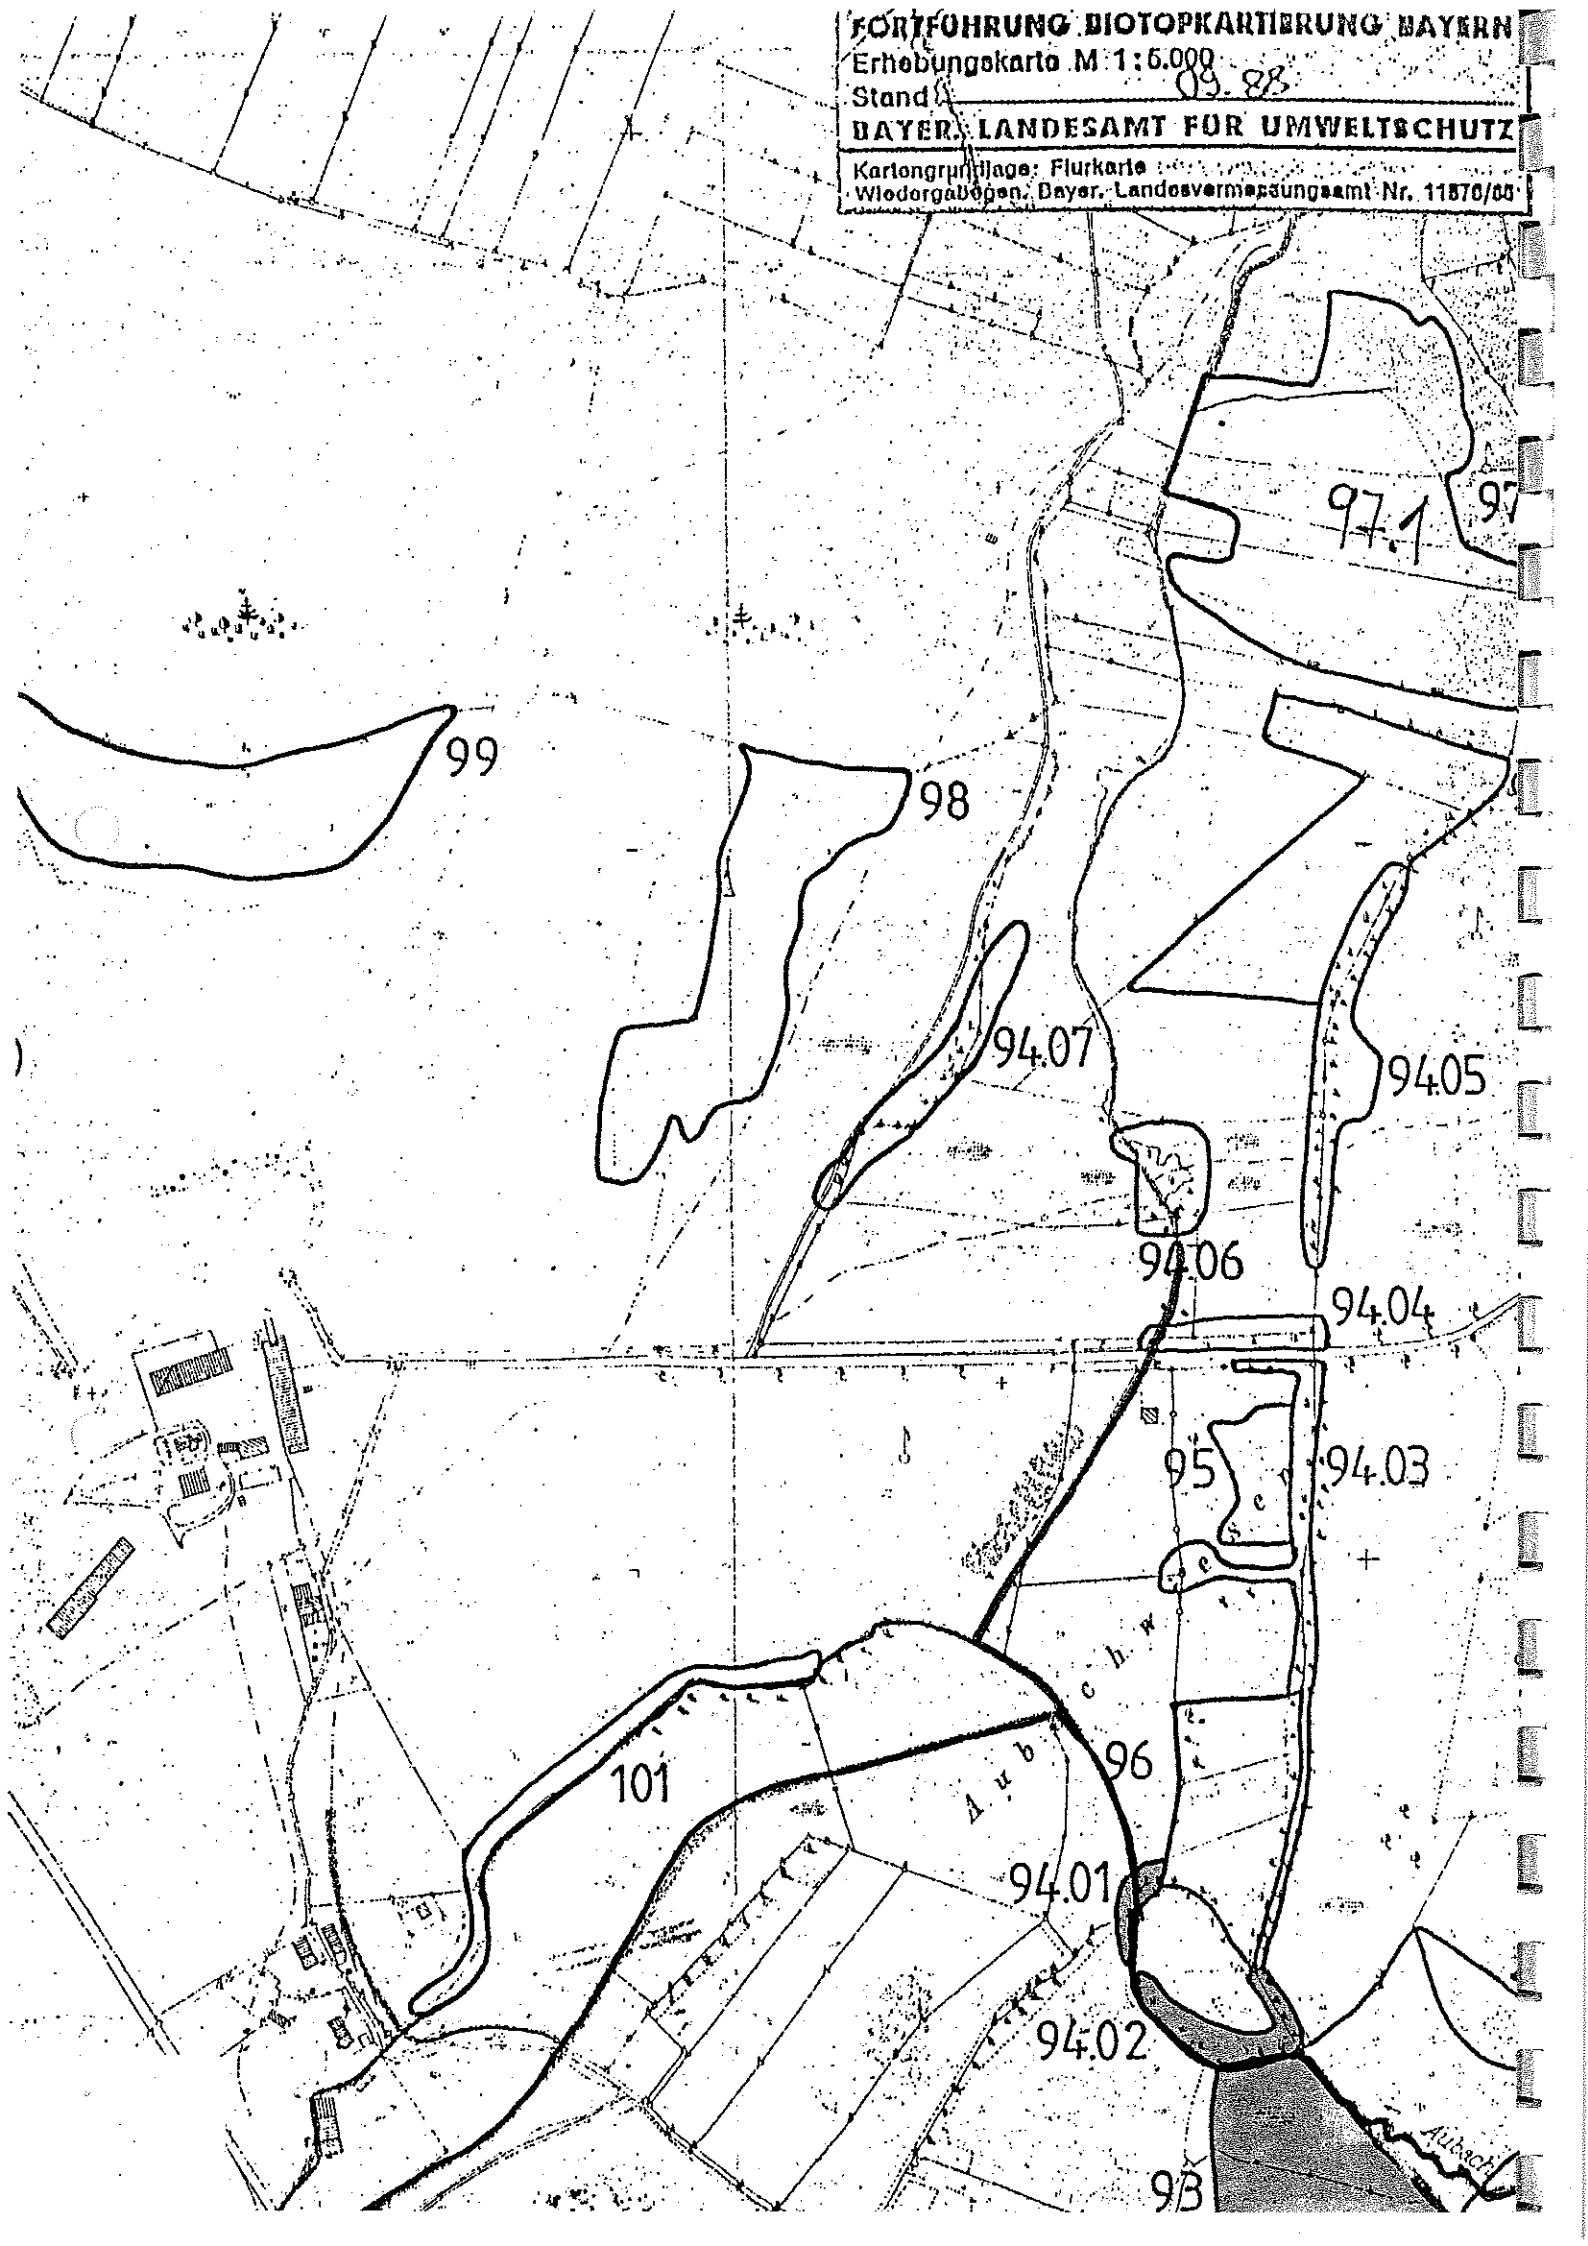 FORTFÜHRUNG BIOTOPKARTIERUNG BAYERN
Erhebungskarte M 1:5.000
Stand 09.88
BAYER. LANDESAMT FÜR UMWELTSCHUTZ
Kartengrundlage: Flurkarte
Wiedergabe gen. Bayer. Landesvermessungsamt Nr.
97.1
97
99
98
94.07
94.05
94.06
94.04
95
94.03
Aubachwiesen
101
96
94.01
94.02
Aubach
93